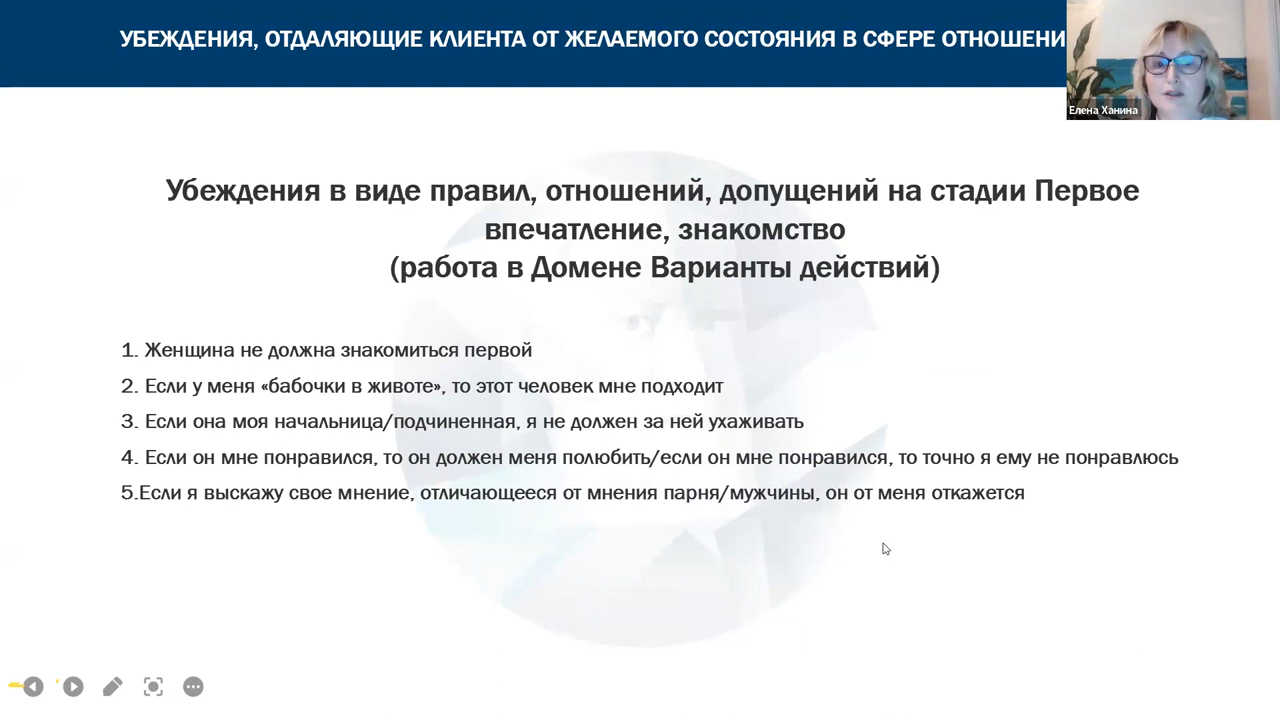 УБЕЖДЕНИЯ, ОТДАЛЯЮЩИЕ КЛИЕНТА ОТ ЖЕЛАЕМОГО СОСТОЯНИЯ В СФЕРЕ ОТНОШЕНИ
Елена Ханина
Убеждения в виде правил, отношений, допущений на стадии Первое
впечатление, знакомство
(работа в Домене Варианты действий)
1. Женщина не должна знакомиться первой
2. Если у меня «бабочки в животе», то этот человек мне подходит
3. Если она моя начальница/подчиненная, я не должен за ней ухаживать
4. Если он мне понравился, то он должен меня полюбить/если он мне понравился, то точно я ему не понравлюсь
5.Если я выскажу свое мнение, отличающееся от мнения парня/мужчины, он от меня откажется